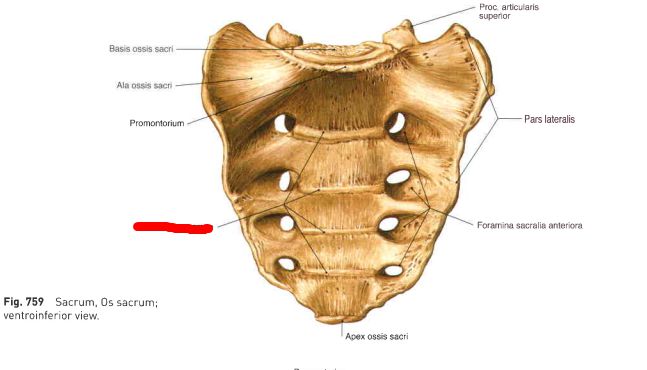 Proc. articularis
superior
Basis ossis sacri
Ala ossis sacri
Promontorium
Pars lateralis
Foramina sacralia anteriora
Fig. 759 Sacrum, Os sacrum;
ventroinferior view.
Apex ossis sacri